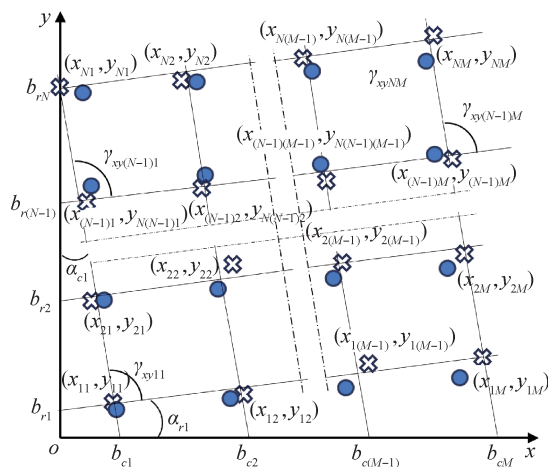 y
(x_{N1}, y_{N1})
(x_{N2}, y_{N2})
(x_{N(M-1)}, y_{N(M-1)})
(x_{NM}, y_{NM})
b_{rN}
γ_{xyNM}
γ_{xy(N-1)1}
(x_{(N-1)(M-1)}, y_{N(N-1)(M-1)})
γ_{xy(N-1)M}
(x_{(N-1)M}, y_{(N-1)M})
b_{r(N-1)}
(x_{(N-1)1}, y_{N(N-1)1})
(x_{(N-1)2}, y_{N(N-1)2})
(x_{2(M-1)}, y_{2(M-1)})
α_{c1}
(x_{22}, y_{22})
(x_{2M}, y_{2M})
b_{r2}
(x_{21}, y_{21})
(x_{1(M-1)}, y_{1(M-1)})
(x_{11}, y_{11})
γ_{xy11}
b_{r1}
α_{r1}
(x_{12}, y_{12})
(x_{1M}, y_{1M})
o
b_{c1}
b_{c2}
b_{c(M-1)}
b_{cM}
x